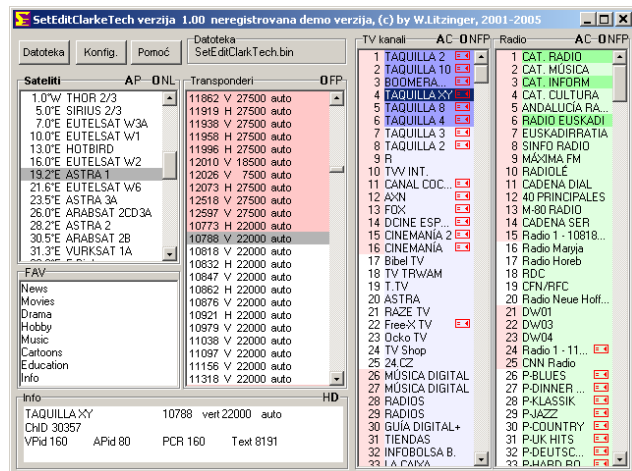 SetEditClarkeTech verzija 1.00 neregistrovana demo verzija, (c) by W.Litzinger, 2001-2005
Datoteka Konfig. Pomoć
Datoteka
SetEditClarkTech.bin
Sateliti AP ONL
1.0°W THOR 2/3
5.0°E SIRIUS 2/3
7.0°E EUTELSAT W3A
10.0°E EUTELSAT W1
13.0°E HOTBIRD
16.0°E EUTELSAT W2
19.2°E ASTRA 1
21.6°E EUTELSAT W6
23.5°E ASTRA 3A
26.0°E ARABSAT 2CD3A
28.2°E ASTRA 2
30.5°E ARABSAT 2B
31.3°E VURKSAT 1A
FAV
News
Movies
Drama
Hobby
Music
Cartoons
Education
Info
Transponderi OFP
11862 V 27500 auto
11919 H 27500 auto
11938 V 27500 auto
11958 H 27500 auto
11996 H 27500 auto
12010 V 18500 auto
12026 V 7500 auto
12073 H 27500 auto
12518 V 27500 auto
12597 V 27500 auto
10773 H 22000 auto
10788 V 22000 auto
10818 V 22000 auto
10832 H 22000 auto
10847 V 22000 auto
10862 H 22000 auto
10876 V 22000 auto
10921 H 22000 auto
10979 V 22000 auto
11038 V 22000 auto
11097 V 22000 auto
11156 V 22000 auto
11318 V 22000 auto
Info HD
TAQUILLA XY 10788 vert 22000 auto
ChID 30357
VPid 160 APid 80 PCR 160 Text 8191
TV kanali AC ONFP
1 TAQUILLA 2
2 TAQUILLA 10
3 BOOMERA...
4 TAQUILLA XY
5 TAQUILLA 8
6 TAQUILLA 4
7 TAQUILLA 3
8 TAQUILLA 2
9 R
10 TVV INT.
11 CANAL COC...
12 AXN
13 FOX
14 DCINE ESP...
15 CINEMANÍA 2
16 CINEMANÍA
17 Bibel TV
18 TV TRWAM
19 T.TV
20 ASTRA
21 RAZE TV
22 Free-X TV
23 Ocko TV
24 TV Shop
25 24.CZ
26 MÚSICA DIGITAL
27 MÚSICA DIGITAL
28 RADIOS
29 RADIOS
30 GUÍA DIGITAL+
31 TIENDAS
32 INFOBOLSA B.
33 LA CAIXA
Radio AC ONFP
1 CAT. RADIO
2 CAT. MÚSICA
3 CAT. INFORM
4 CAT. CULTURA
5 ANDALUCÍA RA...
6 RADIO EUSKADI
7 EUSKADIRRATIA
8 SINFO RADIO
9 MÁXIMA FM
10 RADIOLÉ
11 CADENA DIAL
12 40 PRINCIPALES
13 M-80 RADIO
14 CADENA SER
15 Radio 1 - 10818...
16 Radio Maryja
17 Radio Horeb
18 RDC
19 CFN/RFC
20 Radio Neue Hoff...
21 DW01
22 DW03
23 DW04
24 Radio 1 - 11...
25 CNN Radio
26 P-BLUES
27 P-DINNER ...
28 P-KLASSIK
29 P-JAZZ
30 P-COUNTRY
31 P-UK HITS
32 P-DEUTSC...
33 P-HARD RO...